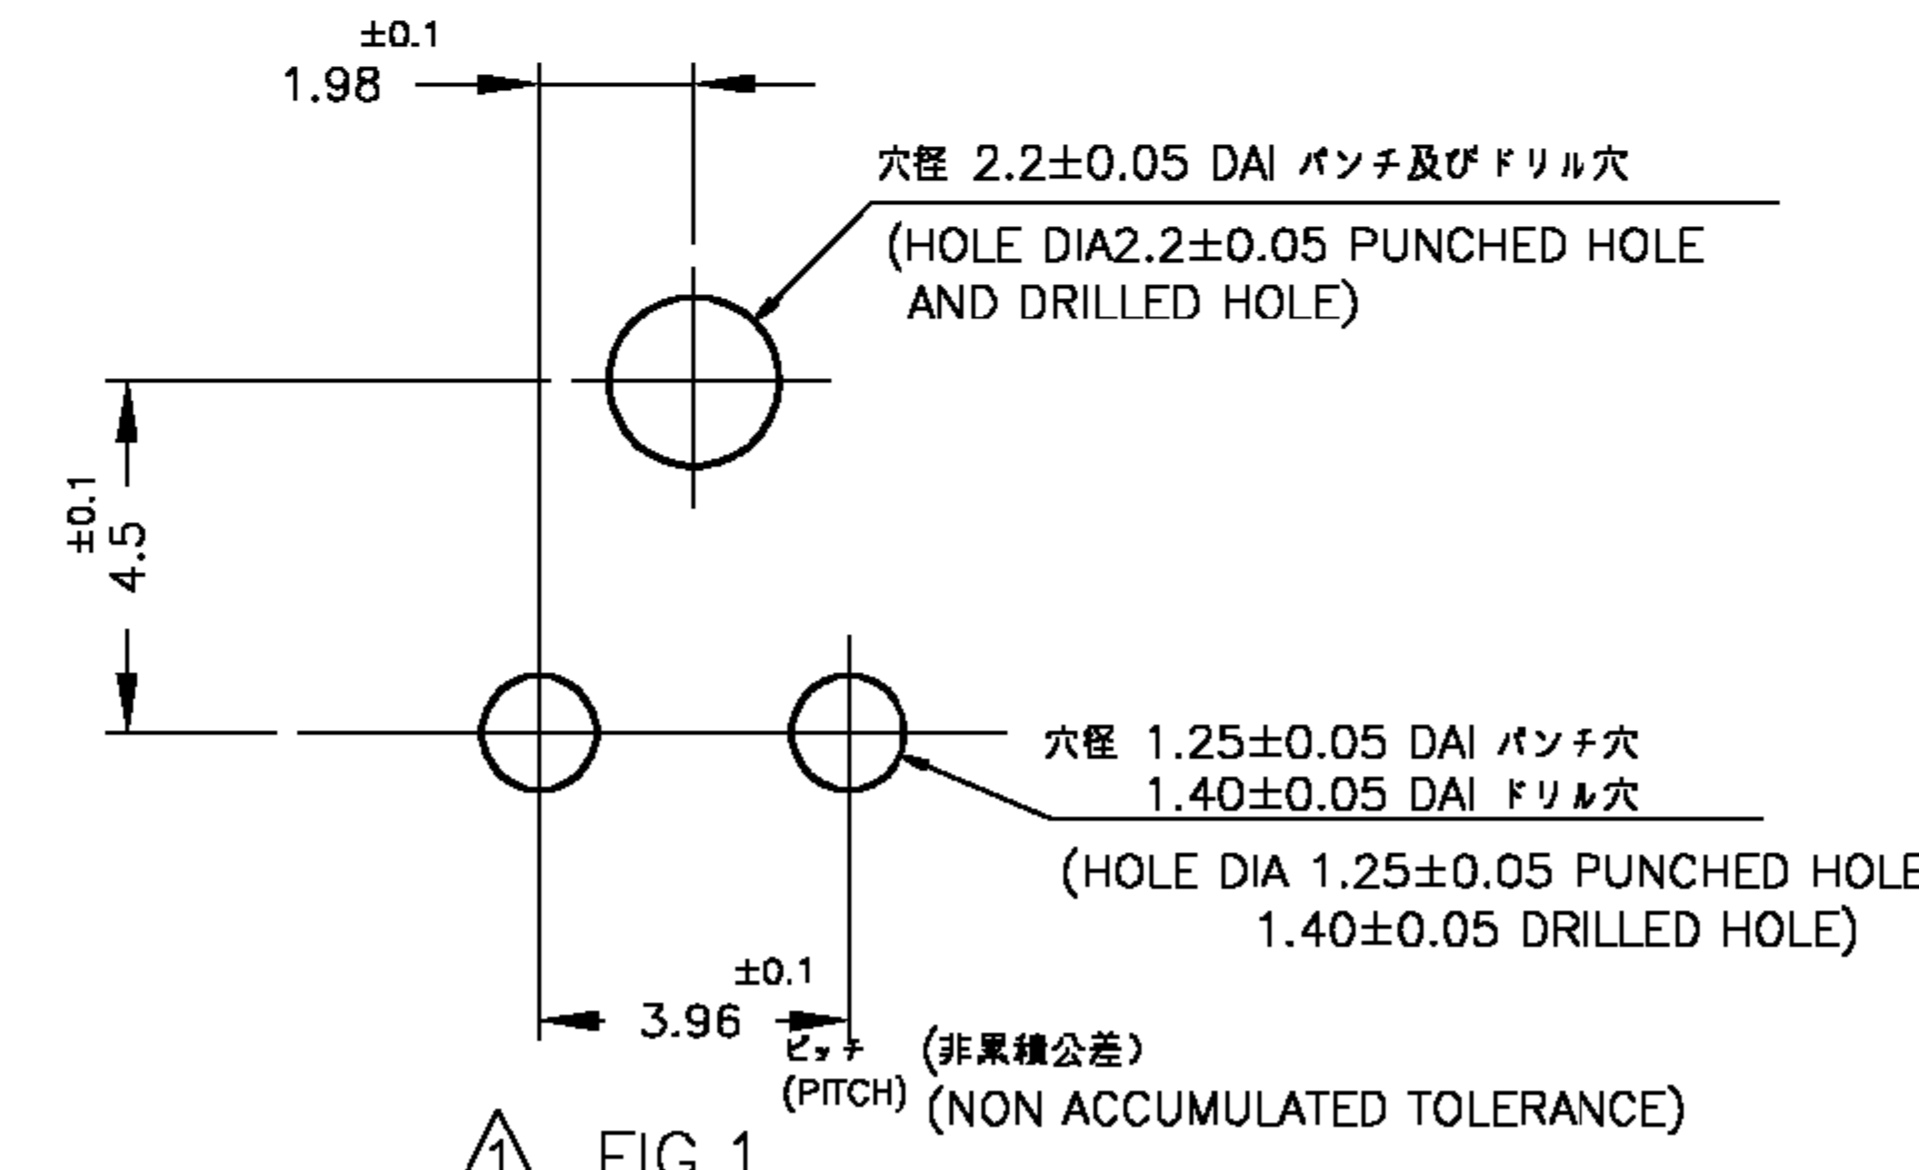 ±0.1
1.98
穴径 2.2±0.05 DAI パンチ及びドリル穴
(HOLE DIA2.2±0.05 PUNCHED HOLE
AND DRILLED HOLE)
±0.1
4.5
穴径 1.25±0.05 DAI パンチ穴
1.40±0.05 DAI ドリル穴
(HOLE DIA 1.25±0.05 PUNCHED HOLE
1.40±0.05 DRILLED HOLE)
±0.1
3.96
ピッチ (非累積公差)
(PITCH) (NON ACCUMULATED TOLERANCE)
1 FIG 1